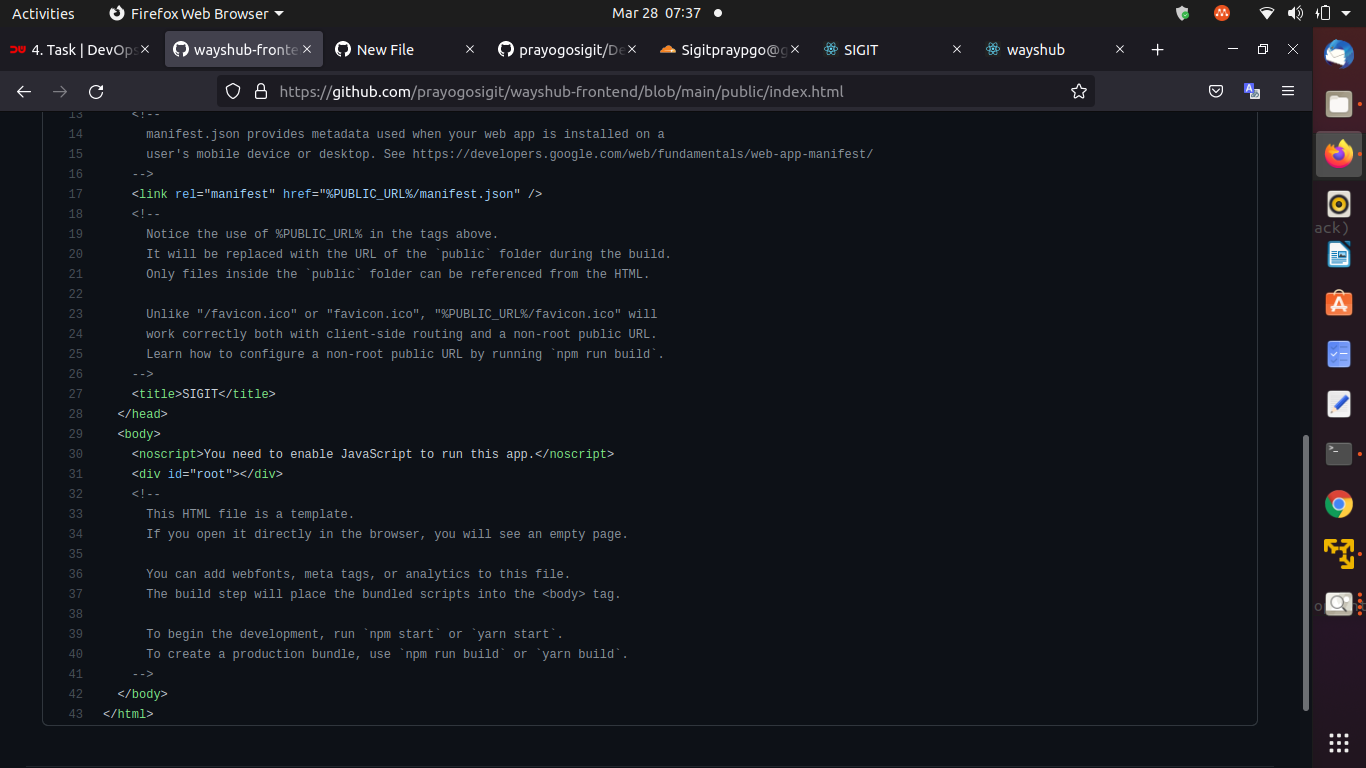 Activities Firefox Web Browser Mar 28 07:37
4. Task | DevOps wayshub-fronte New File prayogosigit/De Sigitpraypgo@g SIGIT wayshub
https://github.com/prayogosigit/wayshub-frontend/blob/main/public/index.html
13 <!--
14 manifest.json provides metadata used when your web app is installed on a
15 user's mobile device or desktop. See https://developers.google.com/web/fundamentals/web-app-manifest/
16 -->
17 <link rel="manifest" href="%PUBLIC_URL%/manifest.json" />
18 <!--
19 Notice the use of %PUBLIC_URL% in the tags above.
20 It will be replaced with the URL of the `public` folder during the build.
21 Only files inside the `public` folder can be referenced from the HTML.
22
23 Unlike "/favicon.ico" or "favicon.ico", "%PUBLIC_URL%/favicon.ico" will
24 work correctly both with client-side routing and a non-root public URL.
25 Learn how to configure a non-root public URL by running `npm run build`.
26 -->
27 <title>SIGIT</title>
28 </head>
29 <body>
30 <noscript>You need to enable JavaScript to run this app.</noscript>
31 <div id="root"></div>
32 <!--
33 This HTML file is a template.
34 If you open it directly in the browser, you will see an empty page.
35
36 You can add webfonts, meta tags, or analytics to this file.
37 The build step will place the bundled scripts into the <body> tag.
38
39 To begin the development, run `npm start` or `yarn start`.
40 To create a production bundle, use `npm run build` or `yarn build`.
41 -->
42 </body>
43 </html>
ack)